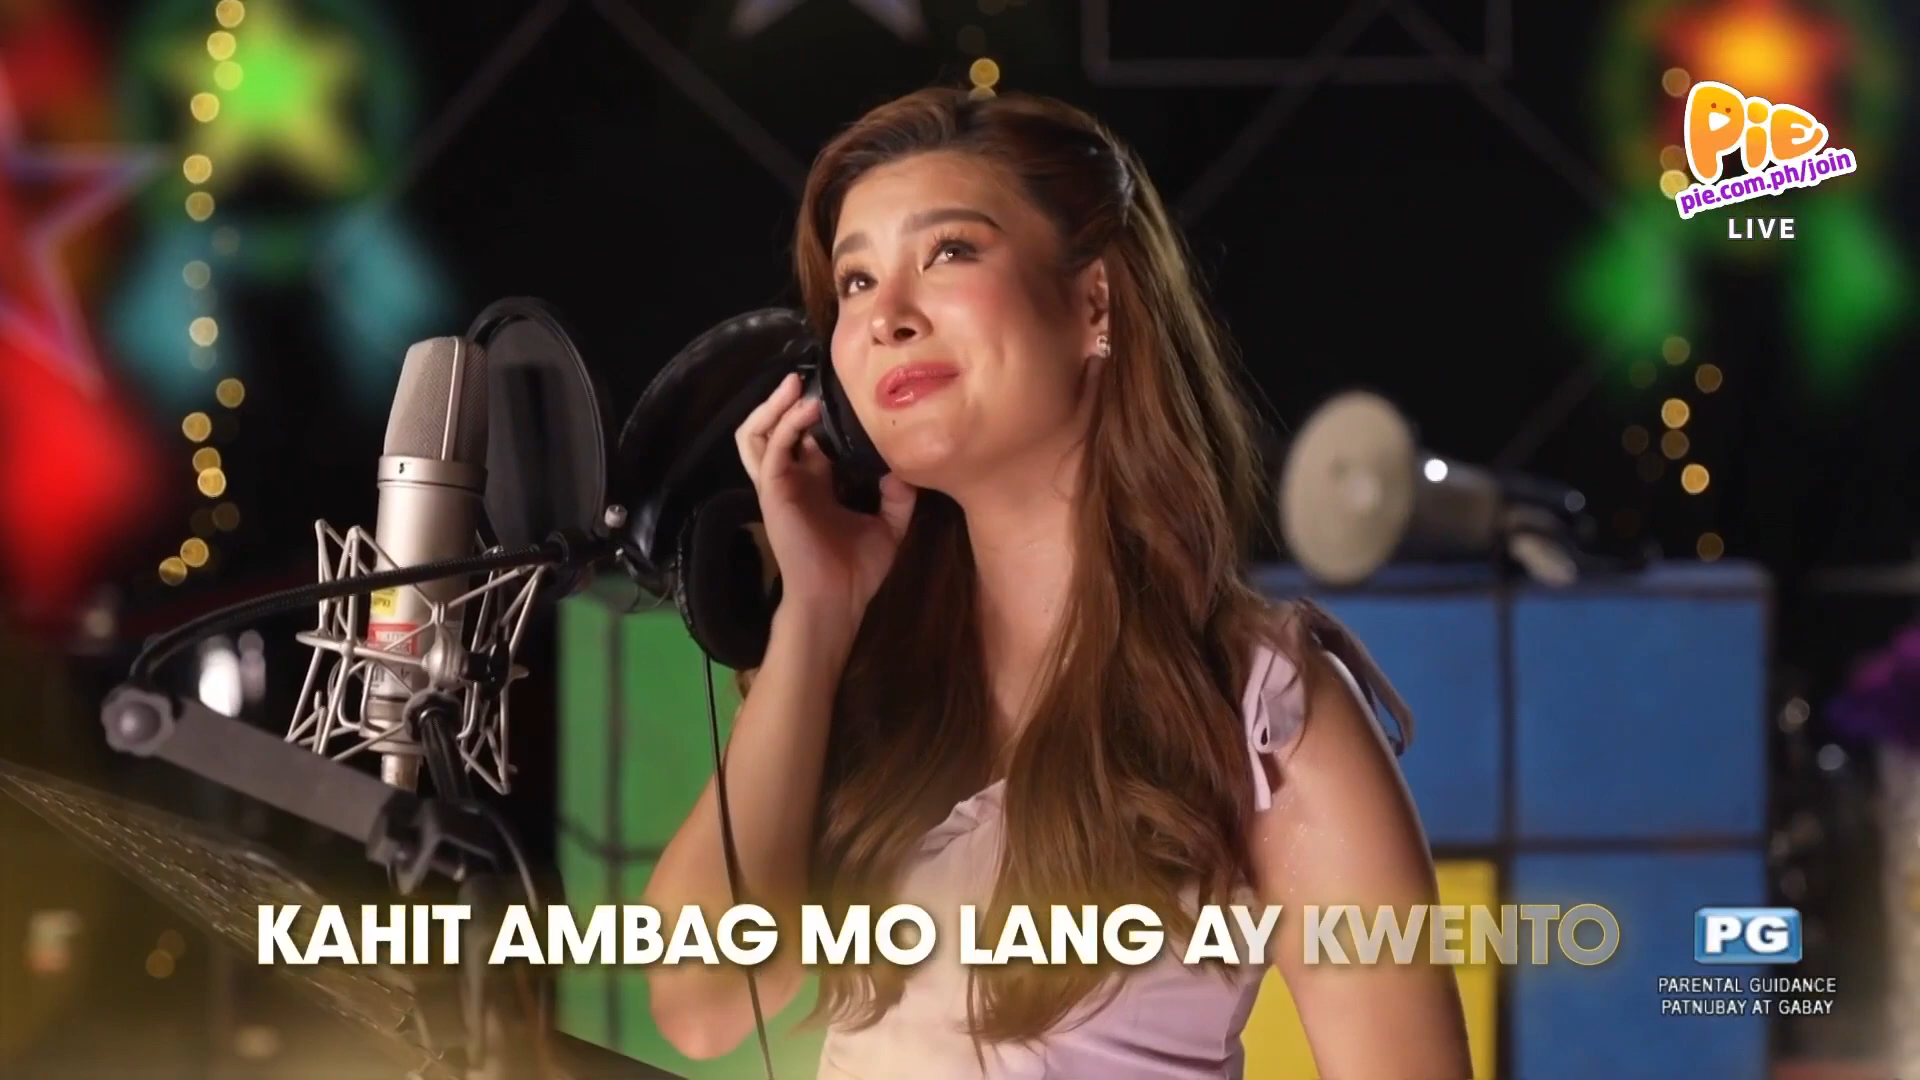 PiE
pie.com.ph/join
LIVE
KAHIT AMBAG MO LANG AY KWENTO
PG
PARENTAL GUIDANCE
PATNUBAY AT GABAY